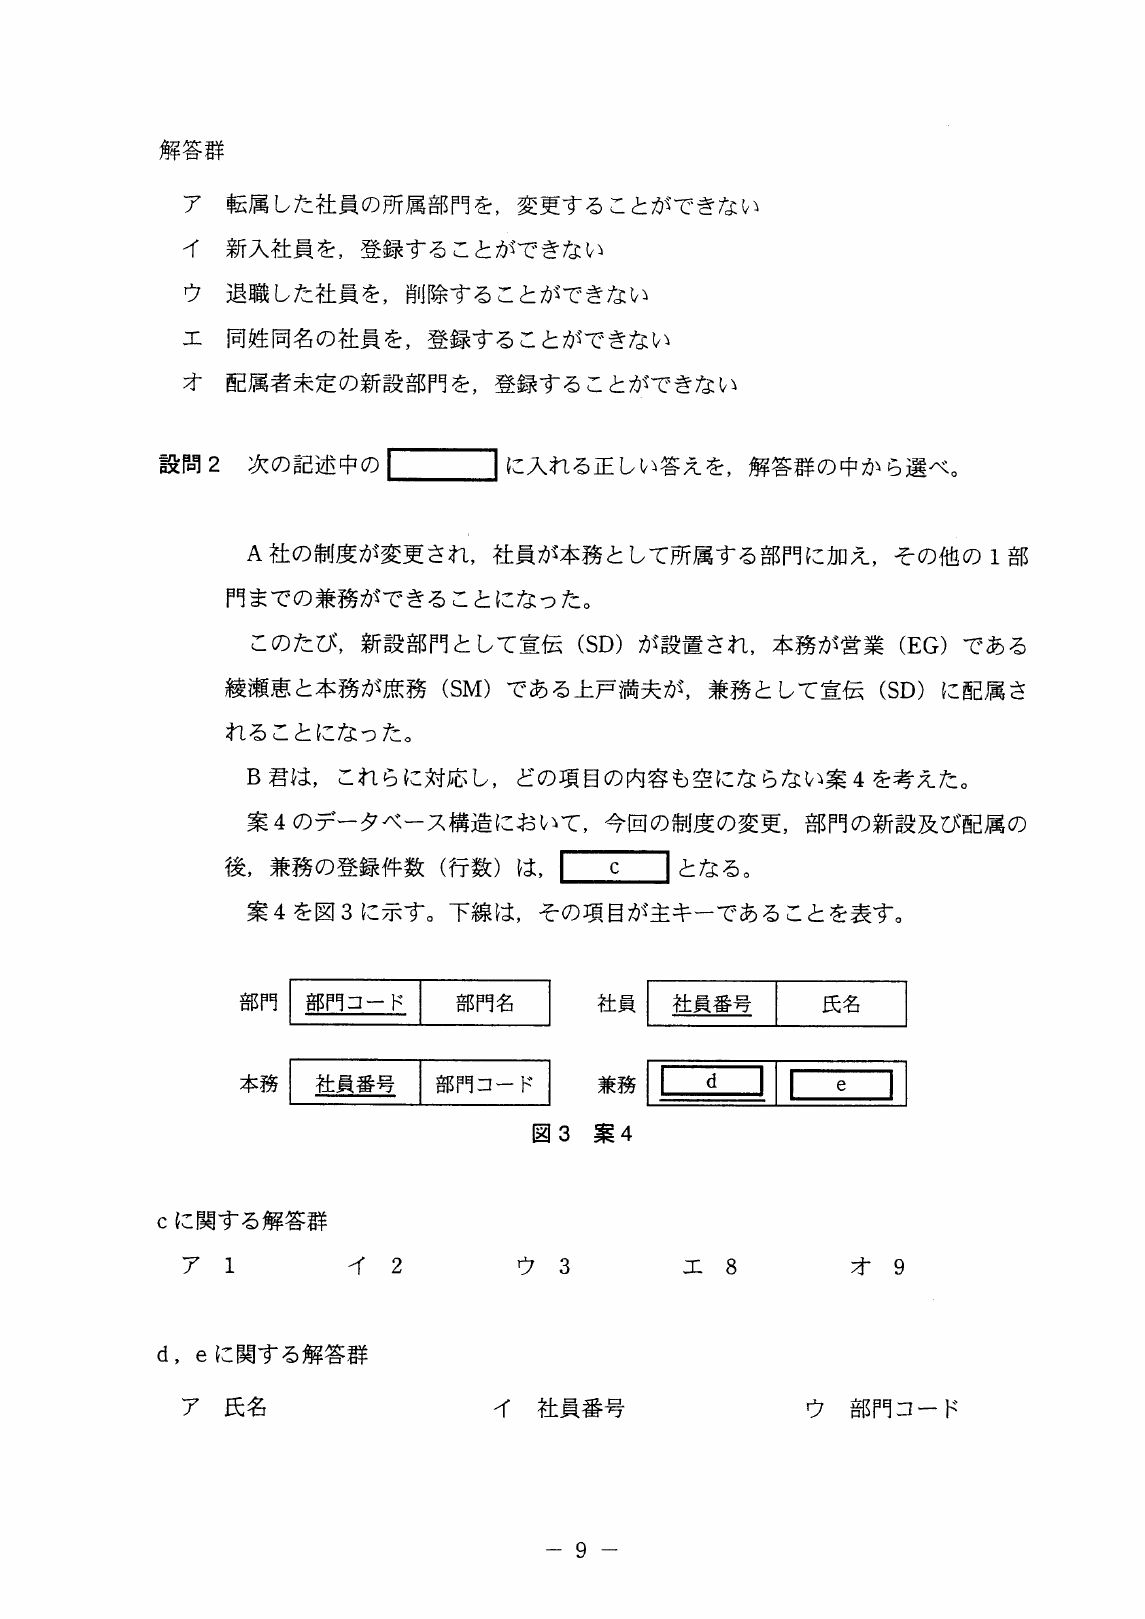 解答群
ア 転属した社員の所属部門を，変更することができない
イ 新入社員を，登録することができない
ウ 退職した社員を，削除することができない
エ 同姓同名の社員を，登録することができない
オ 配属者未定の新設部門を，登録することができない
設問2 次の記述中の に入れる正しい答えを，解答群の中から選べ。
A 社の制度が変更され，社員が本務として所属する部門に加え，その他の 1 部
門までの兼務ができることになった。
このたび，新設部門として宣伝（SD）が設置され，本務が営業（EG）である
綾瀬恵と本務が庶務（SM）である上戸満夫が，兼務として宣伝（SD）に配属さ
れることになった。
B 君は，これらに対応し，どの項目の内容も空にならない案 4 を考えた。
案 4 のデータベース構造において，今回の制度の変更，部門の新設及び配属の
後，兼務の登録件数（行数）は， c となる。
案 4 を図 3 に示す。下線は，その項目が主キーであることを表す。
部門 部門コード 部門名 社員 社員番号 氏名
本務 社員番号 部門コード 兼務 d e
図 3 案 4
c に関する解答群
ア 1 イ 2 ウ 3 エ 8 オ 9
d，e に関する解答群
ア 氏名 イ 社員番号 ウ 部門コード
－ 9 －